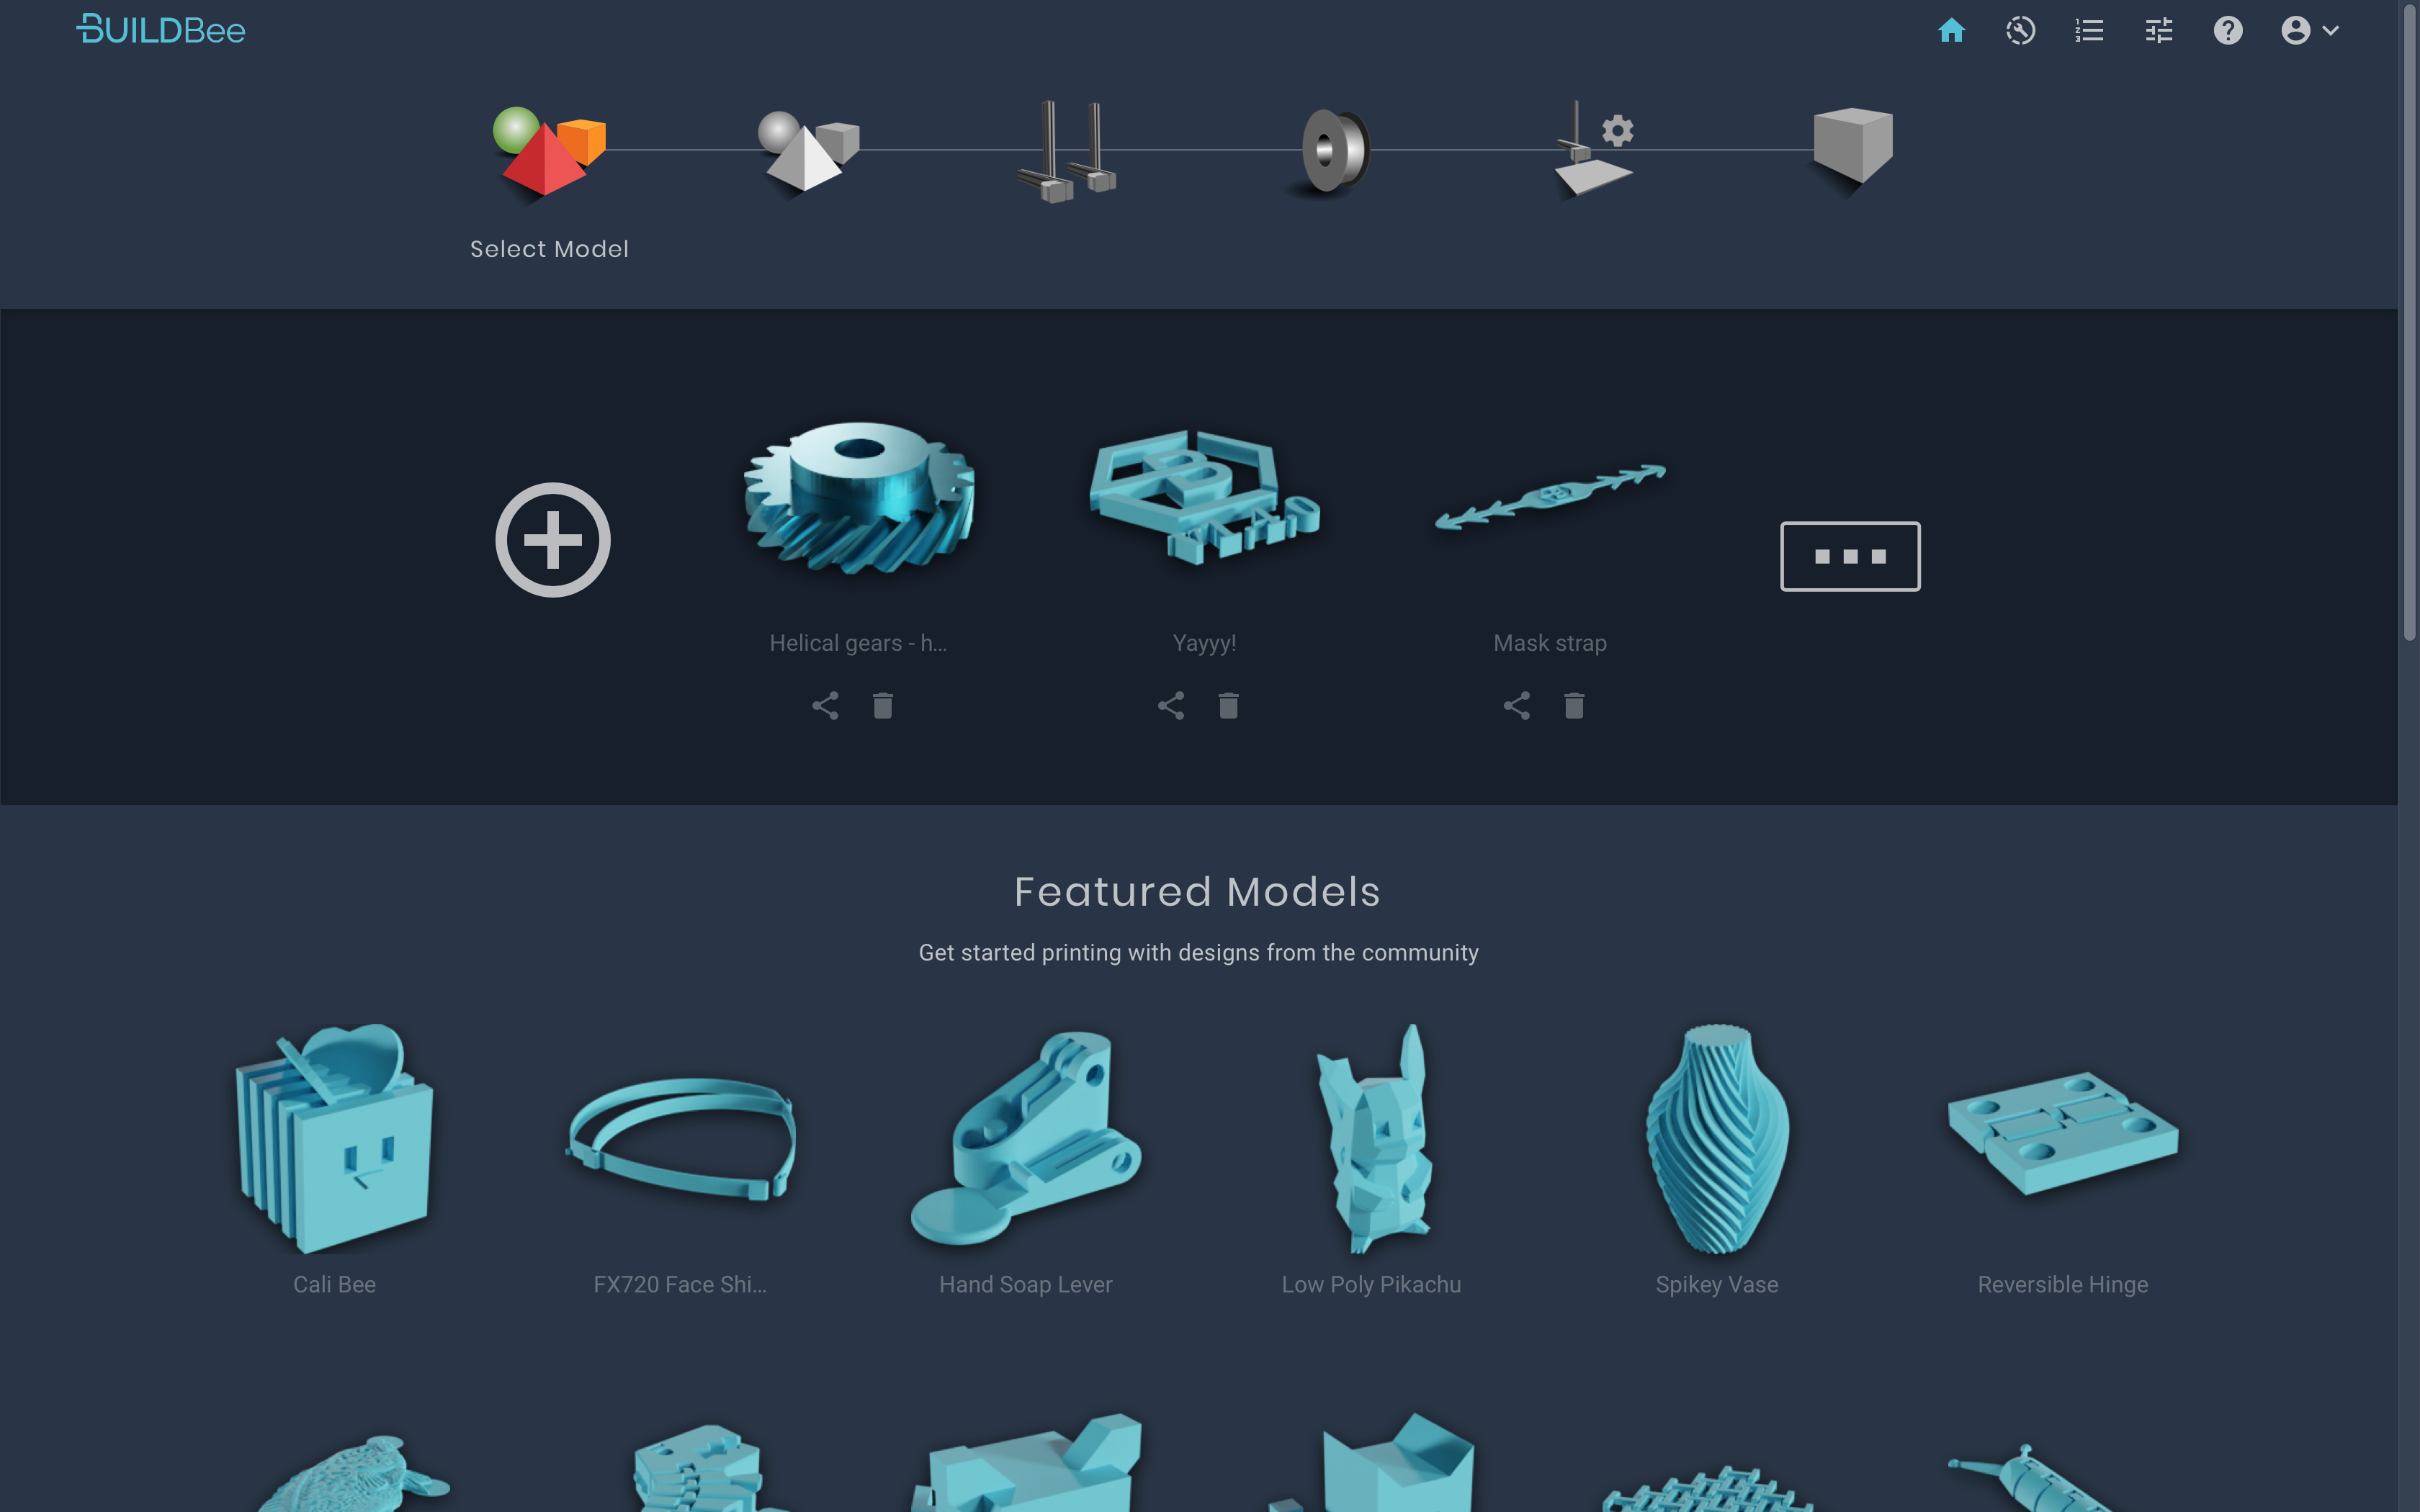 BUILDBee
Select Model
Helical gears - h...
Yayyy!
Mask strap
Featured Models
Get started printing with designs from the community
Cali Bee
FX720 Face Shi...
Hand Soap Lever
Low Poly Pikachu
Spikey Vase
Reversible Hinge